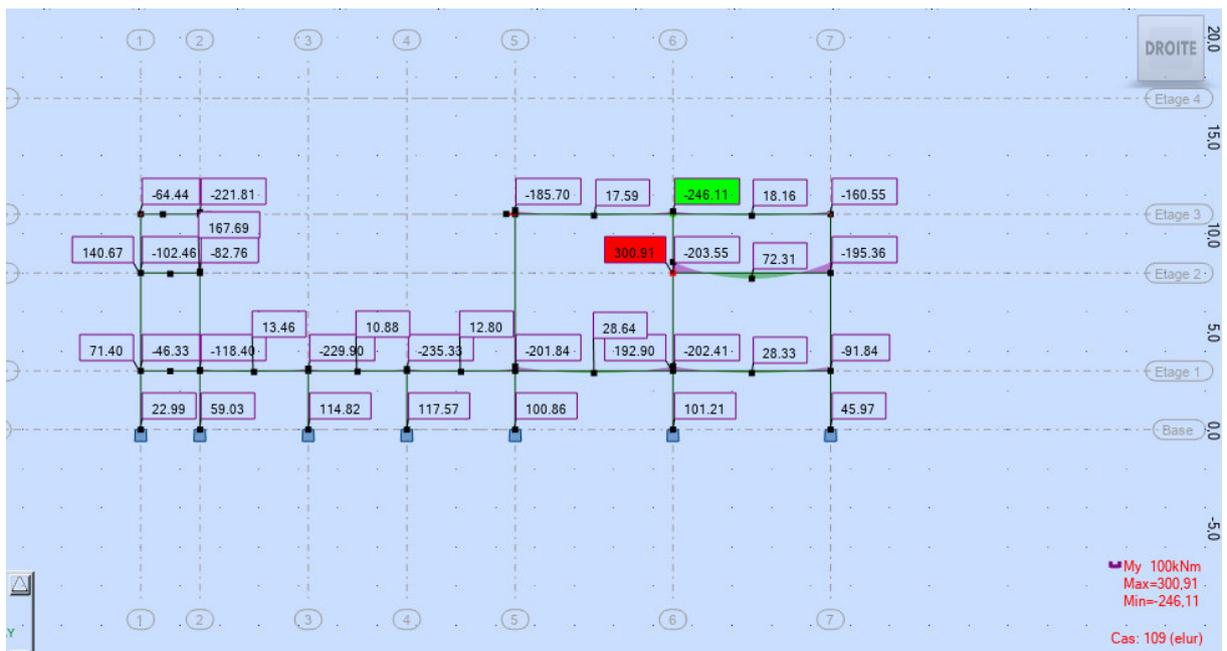 1 2 3 4 5 6 7
DROITE
20,0
Etage 4
15,0
-64.44 -221.81 -185.70 17.59 -246.11 18.16 -160.55
Etage 3
167.69
10,0
140.67 -102.46 -82.76 300.91 -203.55 72.31 -195.36
Etage 2
13.46 10.88 12.80 28.64
5,0
71.40 -46.33 -118.40 -229.90 -235.33 -201.84 192.90 -202.41 28.33 -91.84
Etage 1
22.99 59.03 114.82 117.57 100.86 101.21 45.97
Base
0,0
-5,0
My 100kNm
Max=300,91
Min=-246,11
1 2 3 4 5 6 7
Y
Cas: 109 (elur)